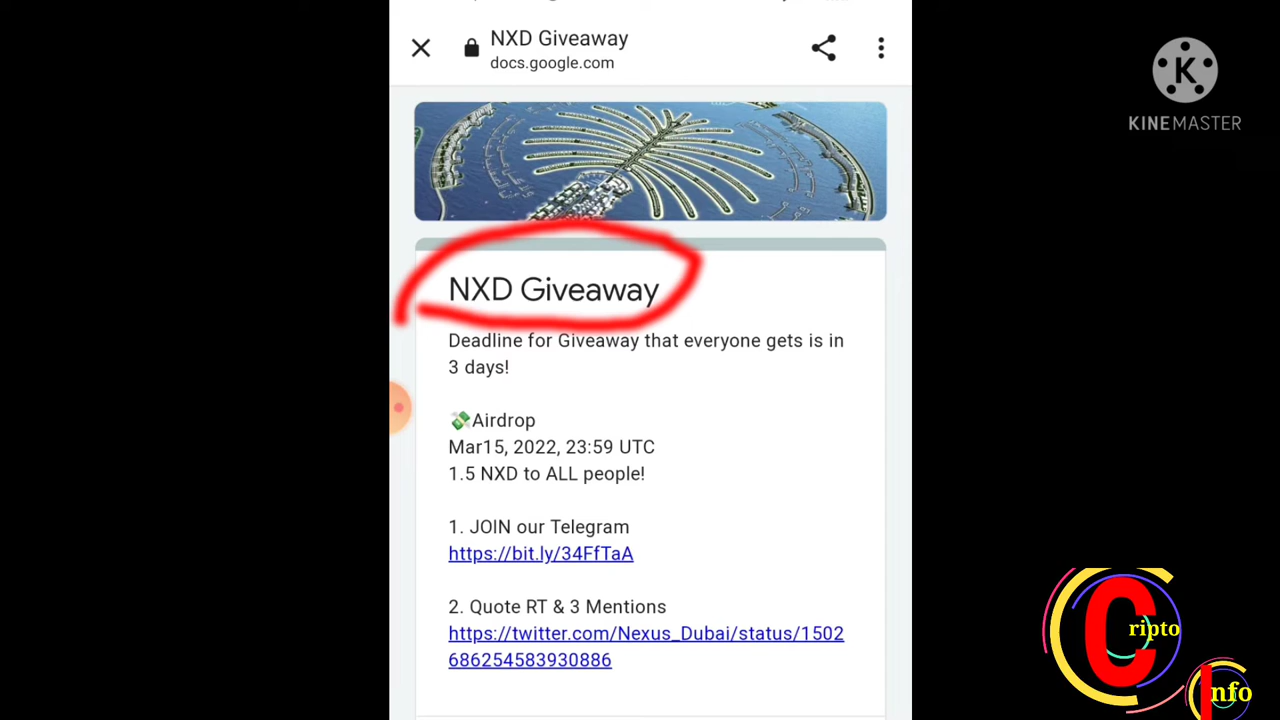 NXD Giveaway
docs.google.com
KINEMASTER
NXD Giveaway
Deadline for Giveaway that everyone gets is in
3 days!
💸Airdrop
Mar15, 2022, 23:59 UTC
1.5 NXD to ALL people!
1. JOIN our Telegram
https://bit.ly/34FfTaA
2. Quote RT & 3 Mentions
https://twitter.com/Nexus_Dubai/status/1502
686254583930886
Cripto
Info